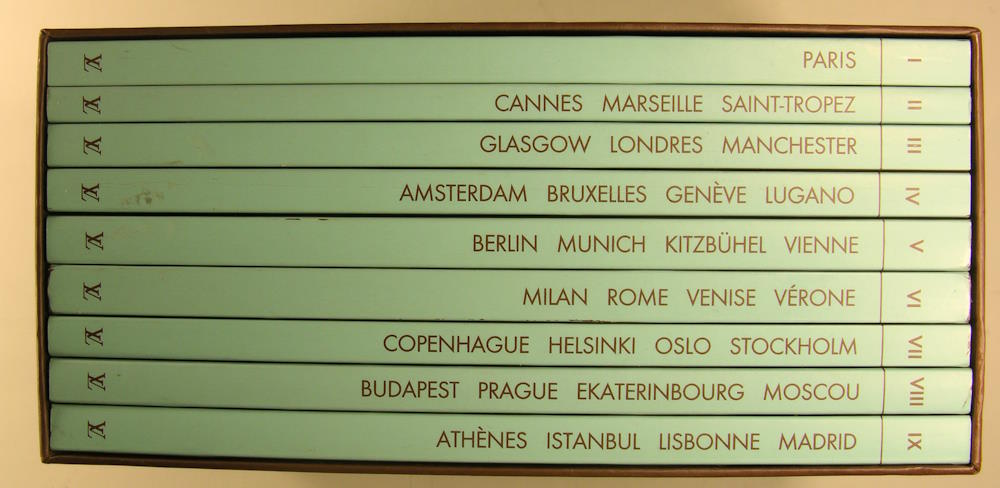 PARIS I
CANNES MARSEILLE SAINT-TROPEZ II
GLASGOW LONDRES MANCHESTER III
AMSTERDAM BRUXELLES GENÈVE LUGANO IV
BERLIN MUNICH KITZBÜHEL VIENNE V
MILAN ROME VENISE VÉRONE VI
COPENHAGUE HELSINKI OSLO STOCKHOLM VII
BUDAPEST PRAGUE EKATERINBOURG MOSCOU VIII
ATHÈNES ISTANBUL LISBONNE MADRID IX